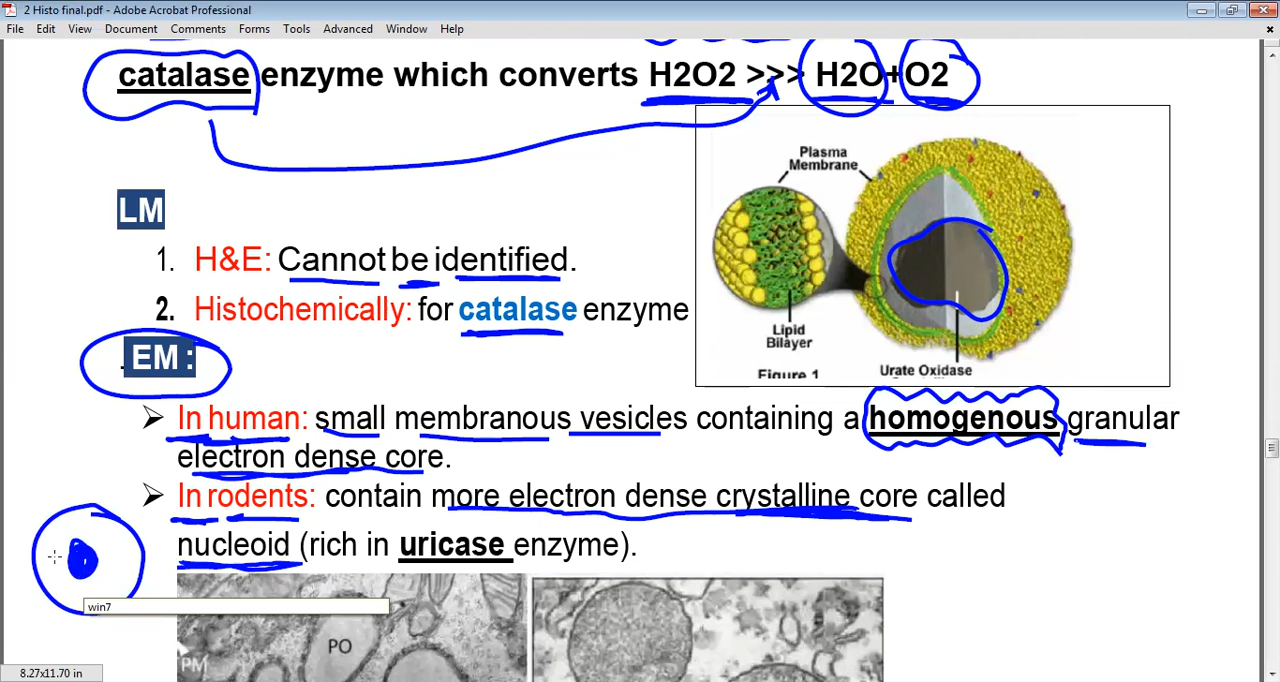 2 Histo final.pdf - Adobe Acrobat Professional
File Edit View Document Comments Forms Tools Advanced Window Help
catalase enzyme which converts H2O2 >>> H2O+O2
Plasma
Membrane
LM
1. H&E: Cannot be identified.
2. Histochemically: for catalase enzyme
Lipid
Bilayer
Urate Oxidase
Figure 1
.EM :
➢ In human: small membranous vesicles containing a homogenous granular
electron dense core.
➢ In rodents: contain more electron dense crystalline core called
nucleoid (rich in uricase enzyme).
win7
PO
PM
8.27x11.70 in